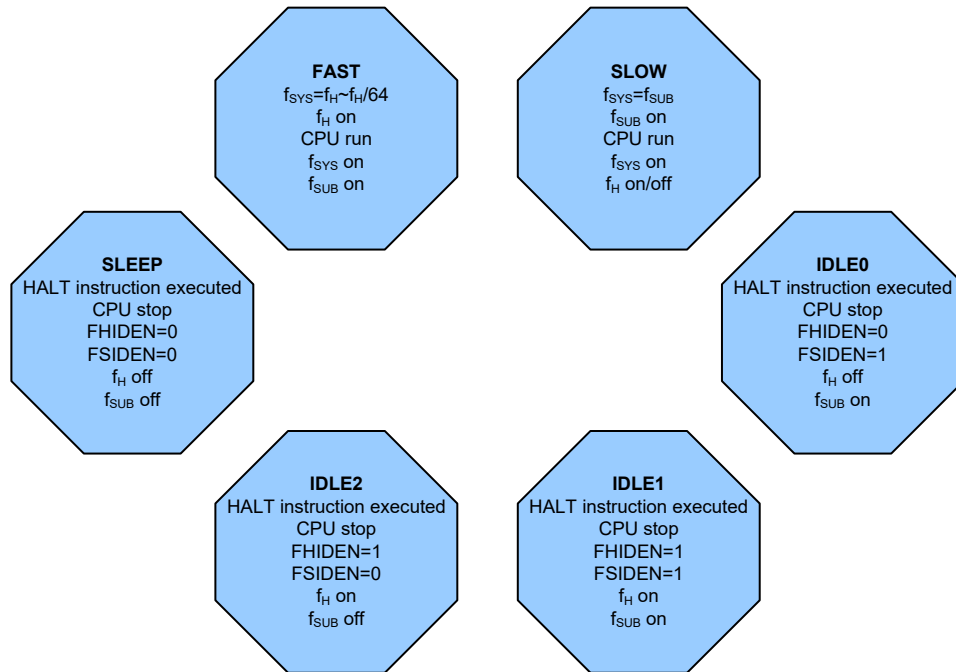 FAST
fSYS=fH~fH/64
fH on
CPU run
fSYS on
fSUB on
SLOW
fSYS=fSUB
fSUB on
CPU run
fSYS on
fH on/off
SLEEP
HALT instruction executed
CPU stop
FHIDEN=0
FSIDEN=0
fH off
fSUB off
IDLE0
HALT instruction executed
CPU stop
FHIDEN=0
FSIDEN=1
fH off
fSUB on
IDLE2
HALT instruction executed
CPU stop
FHIDEN=1
FSIDEN=0
fH on
fSUB off
IDLE1
HALT instruction executed
CPU stop
FHIDEN=1
FSIDEN=1
fH on
fSUB on